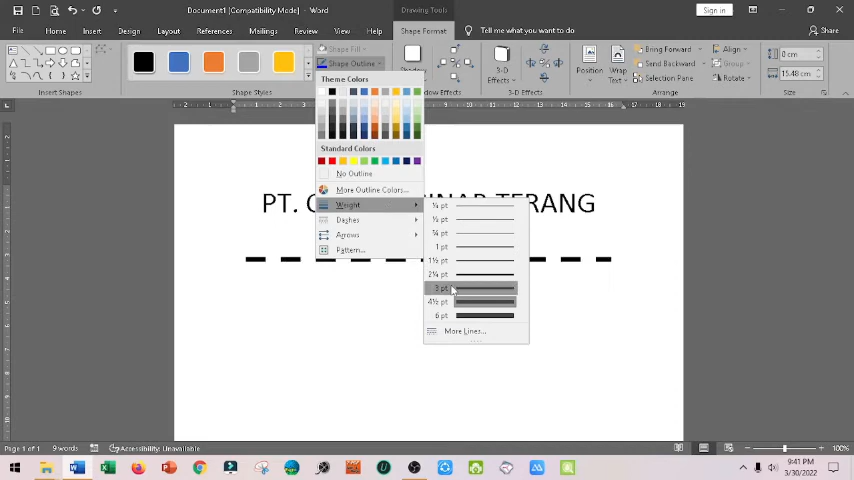 Document1 [Compatibility Mode] - Word
Drawing Tools
Sign in
File Home Insert Design Layout References Mailings Review View Help Shape Format Tell me what you want to do Share
Shape Fill
Shape Outline
3-D
Effects
Position
Wrap
Text
Bring Forward
Send Backward
Selection Pane
Align
Group
Rotate
0 cm
15.48 cm
Insert Shapes Shape Styles 3-D Effects Arrange Size
Theme Colors
Standard Colors
No Outline
More Outline Colors...
Weight
Dashes
Arrows
Pattern...
¼ pt
½ pt
¾ pt
1 pt
1½ pt
2¼ pt
3 pt
4½ pt
6 pt
More Lines...
PT.
TERANG
Page 1 of 1 9 words Accessibility: Unavailable 100%
9:41 PM
3/30/2022